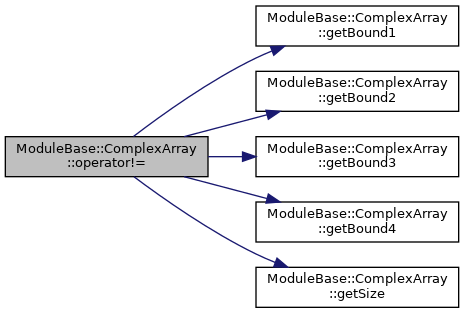 ModuleBase::ComplexArray
::operator!=
ModuleBase::ComplexArray
::getBound1
ModuleBase::ComplexArray
::getBound2
ModuleBase::ComplexArray
::getBound3
ModuleBase::ComplexArray
::getBound4
ModuleBase::ComplexArray
::getSize